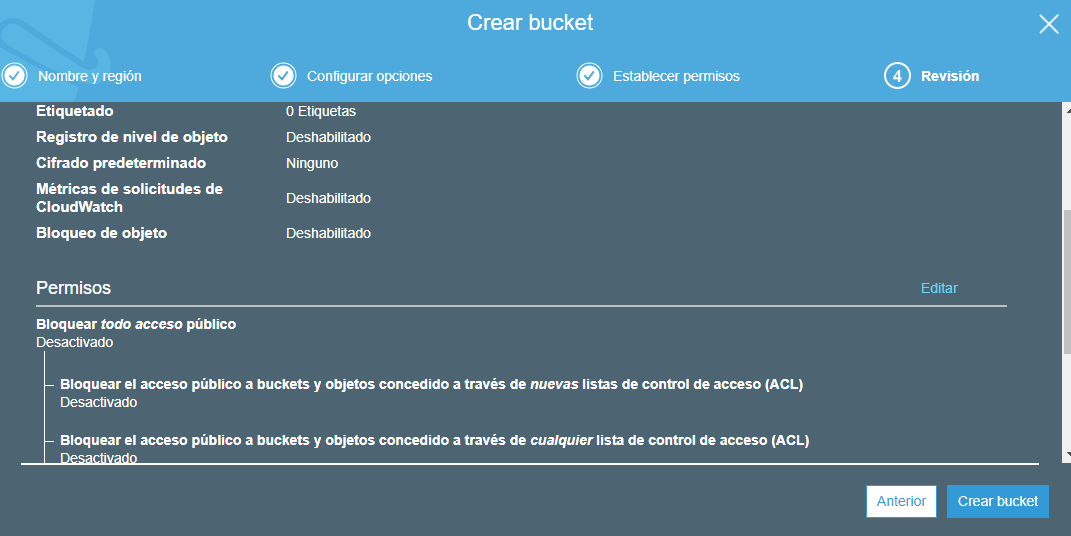 Crear bucket
Nombre y región
Configurar opciones
Establecer permisos
4 Revisión
Etiquetado 0 Etiquetas
Registro de nivel de objeto Deshabilitado
Cifrado predeterminado Ninguno
Métricas de solicitudes de
CloudWatch Deshabilitado
Bloqueo de objeto Deshabilitado
Permisos Editar
Bloquear todo acceso público
Desactivado
Bloquear el acceso público a buckets y objetos concedido a través de nuevas listas de control de acceso (ACL)
Desactivado
Bloquear el acceso público a buckets y objetos concedido a través de cualquier lista de control de acceso (ACL)
Desactivado
Anterior Crear bucket